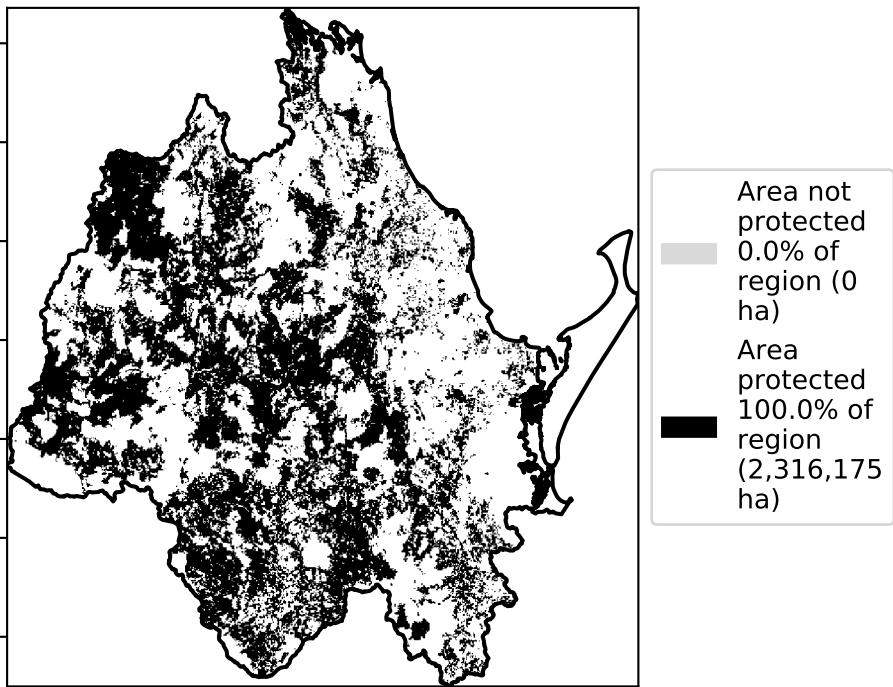 Area not
protected
0.0% of
region (0
ha)
Area
protected
100.0% of
region
(2,316,175
ha)